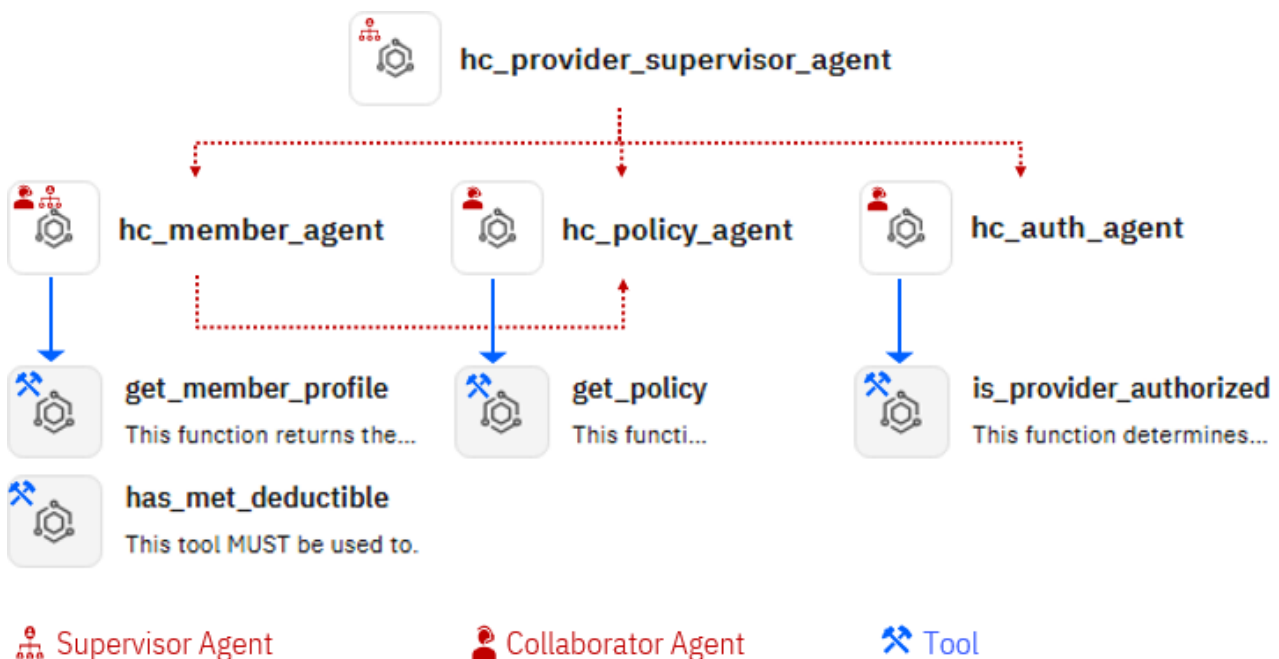 hc_provider_supervisor_agent
hc_member_agent
hc_policy_agent
hc_auth_agent
get_member_profile
This function returns the...
get_policy
This functi...
is_provider_authorized
This function determines...
has_met_deductible
This tool MUST be used to.
Supervisor Agent
Collaborator Agent
Tool